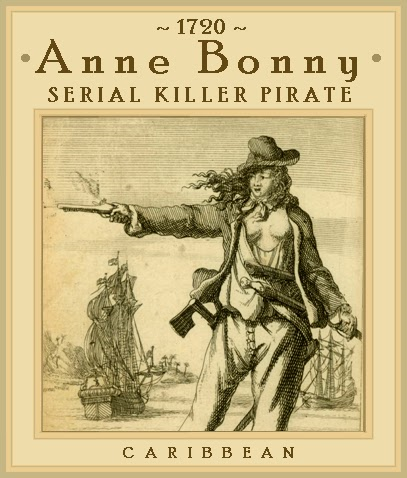 ~ 1720 ~
• Anne Bonny •
SERIAL KILLER PIRATE
CARIBBEAN